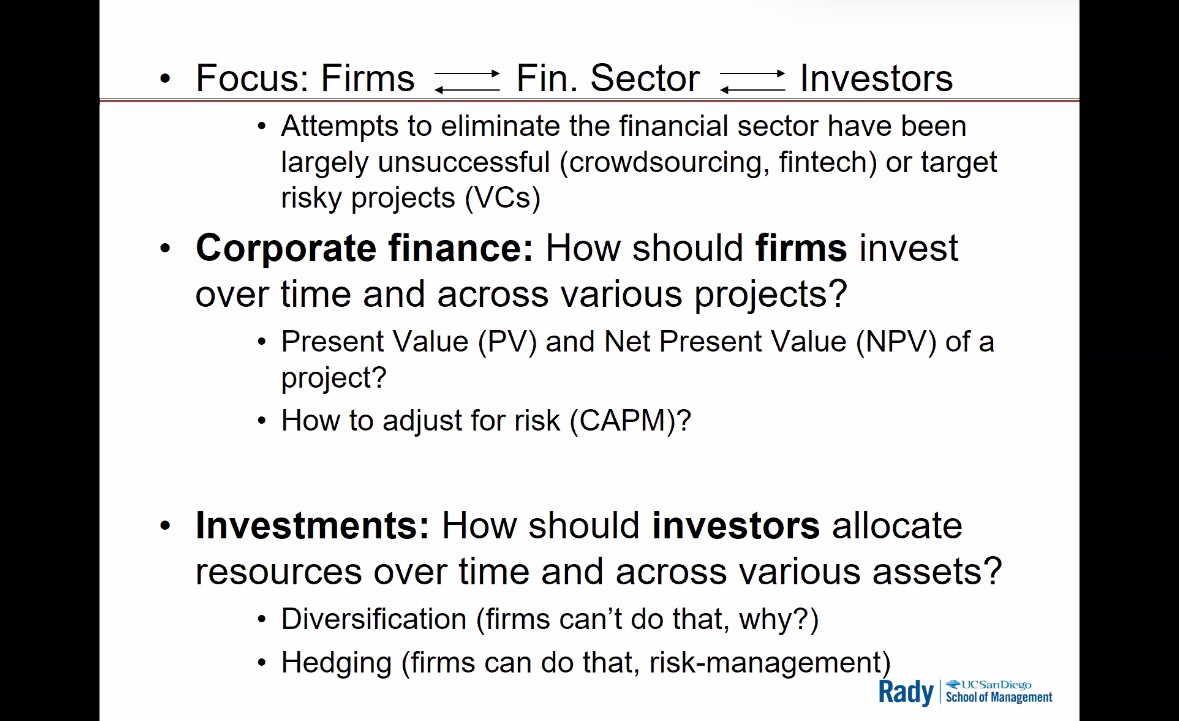 • Focus: Firms ⇄ Fin. Sector ⇄ Investors
• Attempts to eliminate the financial sector have been
largely unsuccessful (crowdsourcing, fintech) or target
risky projects (VCs)
• Corporate finance: How should firms invest
over time and across various projects?
• Present Value (PV) and Net Present Value (NPV) of a
project?
• How to adjust for risk (CAPM)?
• Investments: How should investors allocate
resources over time and across various assets?
• Diversification (firms can’t do that, why?)
• Hedging (firms can do that, risk-management)
Rady
UC San Diego
School of Management